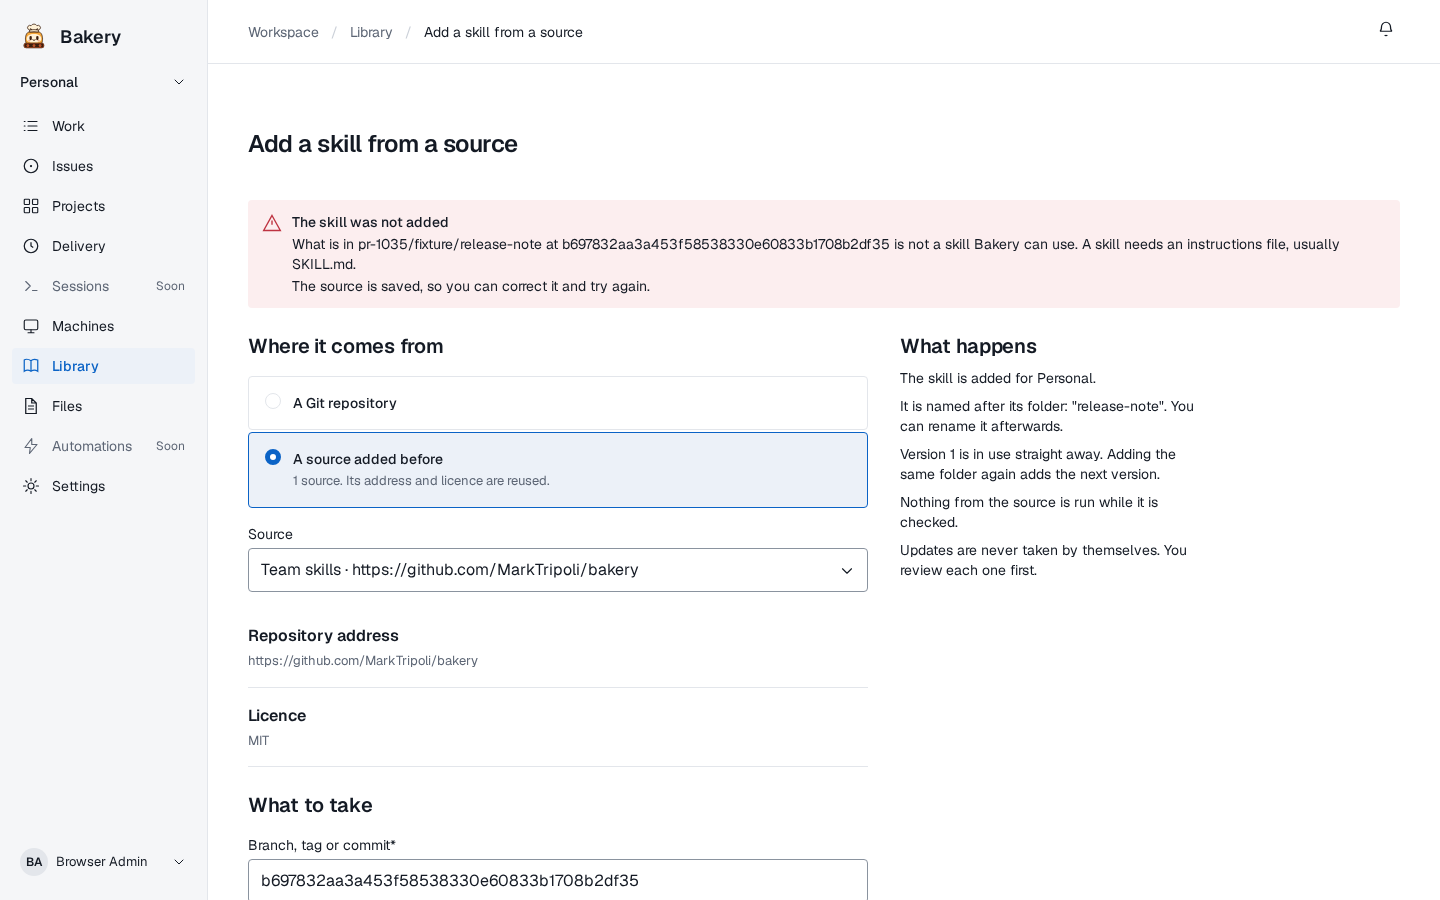 Bakery
Personal
Work
Issues
Projects
Delivery
Sessions Soon
Machines
Library
Files
Automations Soon
Settings
BA Browser Admin
Workspace / Library / Add a skill from a source
Add a skill from a source
The skill was not added
What is in pr-1035/fixture/release-note at b697832aa3a453f58538330e60833b1708b2df35 is not a skill Bakery can use. A skill needs an instructions file, usually
SKILL.md.
The source is saved, so you can correct it and try again.
Where it comes from
A Git repository
A source added before
1 source. Its address and licence are reused.
Source
Team skills · https://github.com/MarkTripoli/bakery
Repository address
https://github.com/MarkTripoli/bakery
Licence
MIT
What to take
Branch, tag or commit*
b697832aa3a453f58538330e60833b1708b2df35
What happens
The skill is added for Personal.
It is named after its folder: "release-note". You
can rename it afterwards.
Version 1 is in use straight away. Adding the
same folder again adds the next version.
Nothing from the source is run while it is
checked.
Updates are never taken by themselves. You
review each one first.